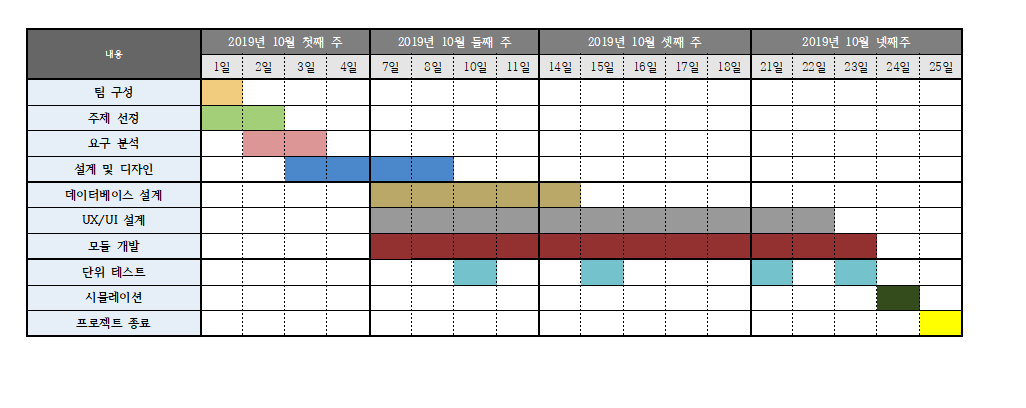 내용
2019년 10월 첫째 주 2019년 10월 둘째 주 2019년 10월 셋째 주 2019년 10월 넷째주
1일 2일 3일 4일 7일 8일 10일 11일 14일 15일 16일 17일 18일 21일 22일 23일 24일 25일
팀 구성
주제 선정
요구 분석
설계 및 디자인
데이터베이스 설계
UX/UI 설계
모듈 개발
단위 테스트
시뮬레이션
프로젝트 종료